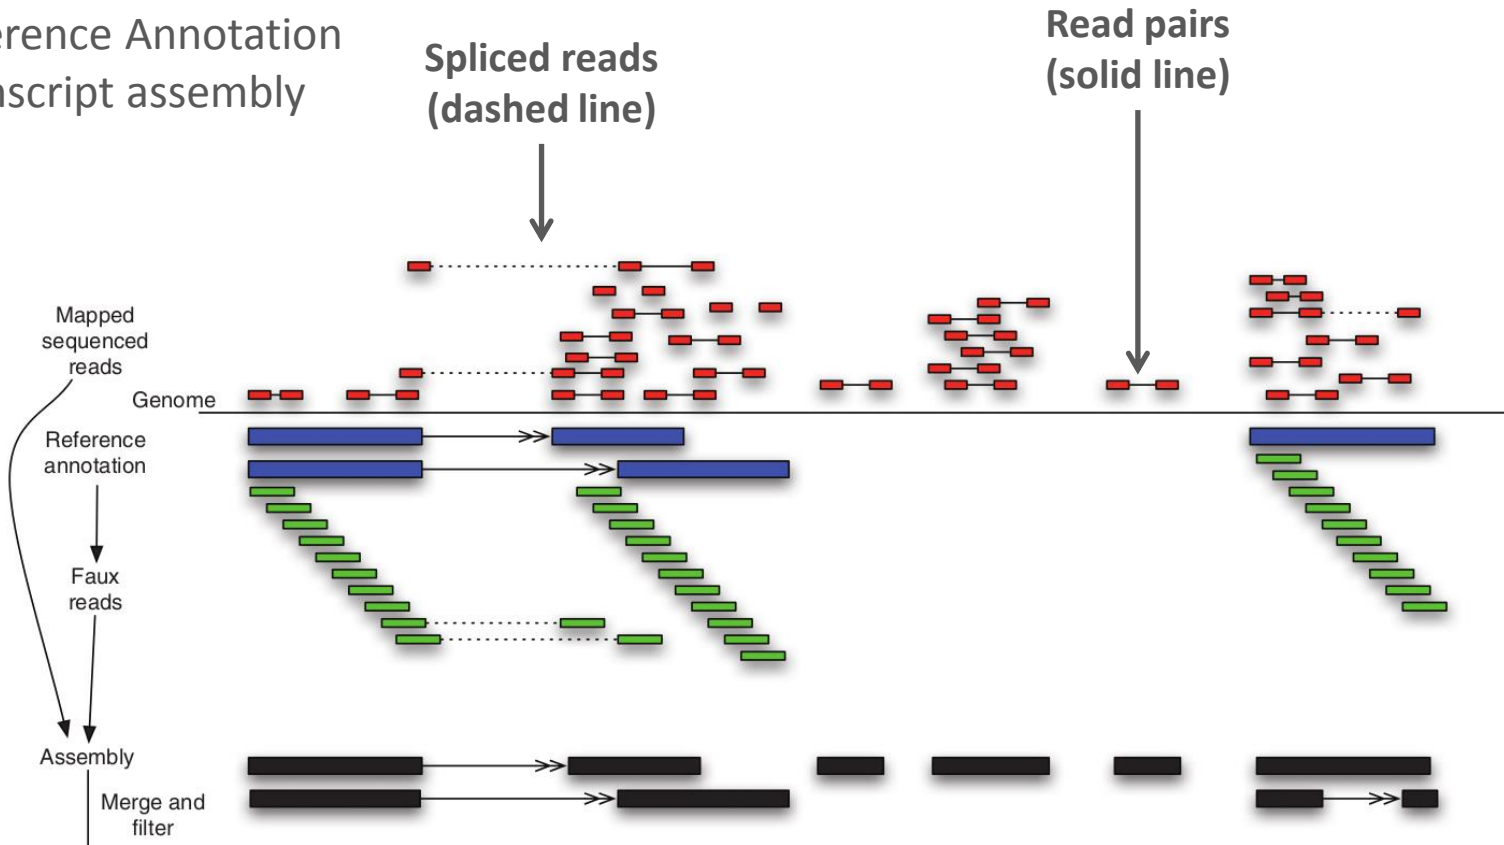 erence Annotation
nscript assembly
Spliced reads
(dashed line)
Read pairs
(solid line)
Mapped
sequenced
reads
Genome
Reference
annotation
Faux
reads
Assembly
Merge and
filter